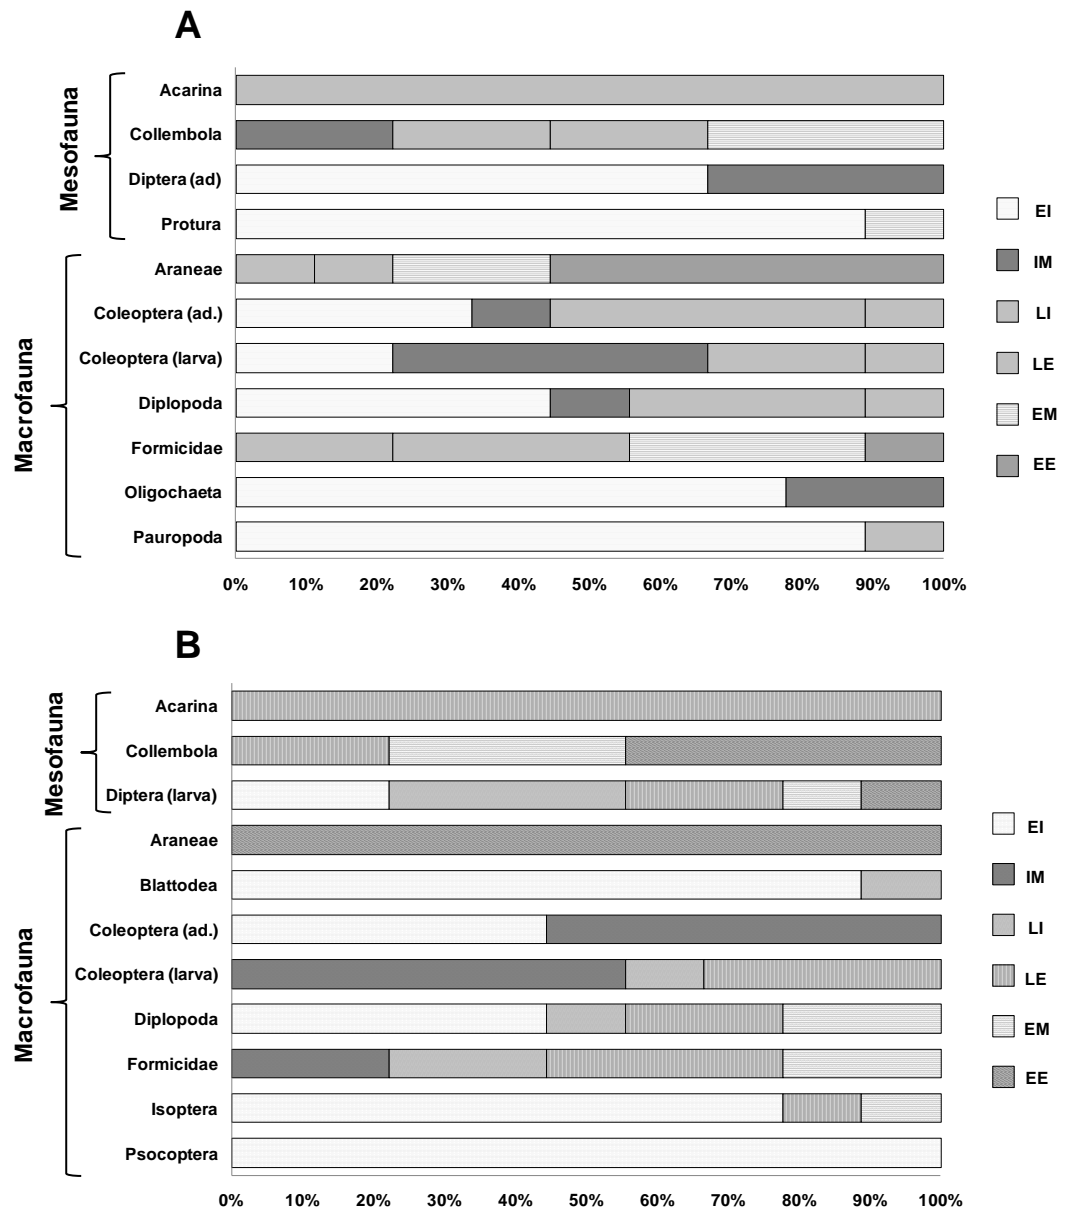 A
Mesofauna
Acarina
Collembola
Diptera (ad)
Protura
Macrofauna
Araneae
Coleoptera (ad.)
Coleoptera (larva)
Diplopoda
Formicidae
Oligochaeta
Pauropoda
0% 10% 20% 30% 40% 50% 60% 70% 80% 90% 100%
EI
IM
LI
LE
EM
EE
B
Mesofauna
Acarina
Collembola
Diptera (larva)
Macrofauna
Araneae
Blattodea
Coleoptera (ad.)
Coleoptera (larva)
Diplopoda
Formicidae
Isoptera
Psocoptera
0% 10% 20% 30% 40% 50% 60% 70% 80% 90% 100%
EI
IM
LI
LE
EM
EE